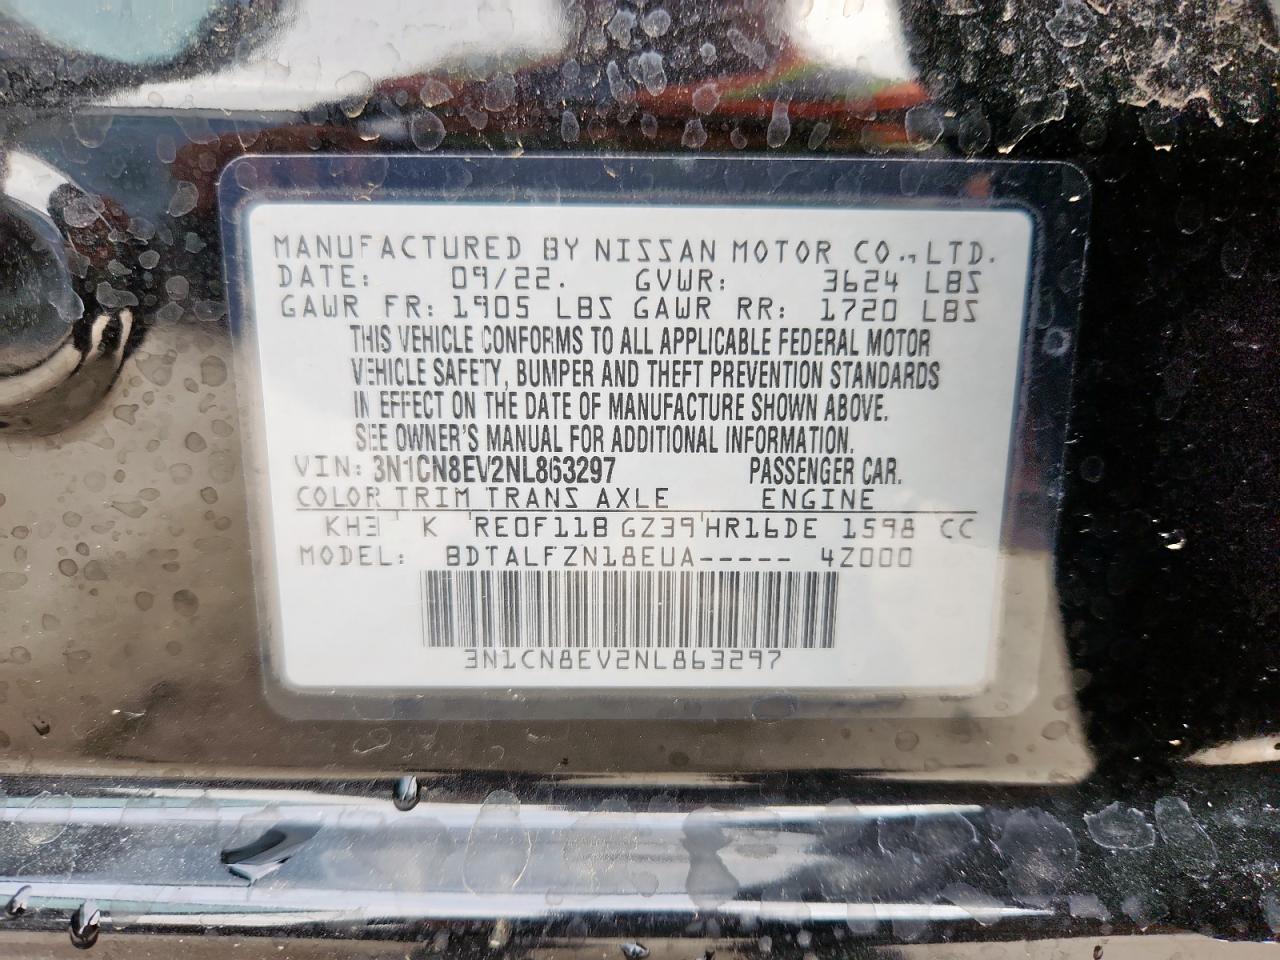 MANUFACTURED BY NISSAN MOTOR CO., LTD.
DATE: 09/22. GVWR: 3624 LBS
GAWR FR: 1905 LBS GAWR RR: 1720 LBS
THIS VEHICLE CONFORMS TO ALL APPLICABLE FEDERAL MOTOR
VEHICLE SAFETY, BUMPER AND THEFT PREVENTION STANDARDS
IN EFFECT ON THE DATE OF MANUFACTURE SHOWN ABOVE.
SEE OWNER'S MANUAL FOR ADDITIONAL INFORMATION.
VIN: 3N1CN8EV2NL863297 PASSENGER CAR.
COLOR TRIM TRANS AXLE ENGINE
KH3 K RE0F11B GZ39 HR16DE 1598 CC
MODEL: BDTALFZN18EUA----- 4Z000
3N1CN8EV2NL863297